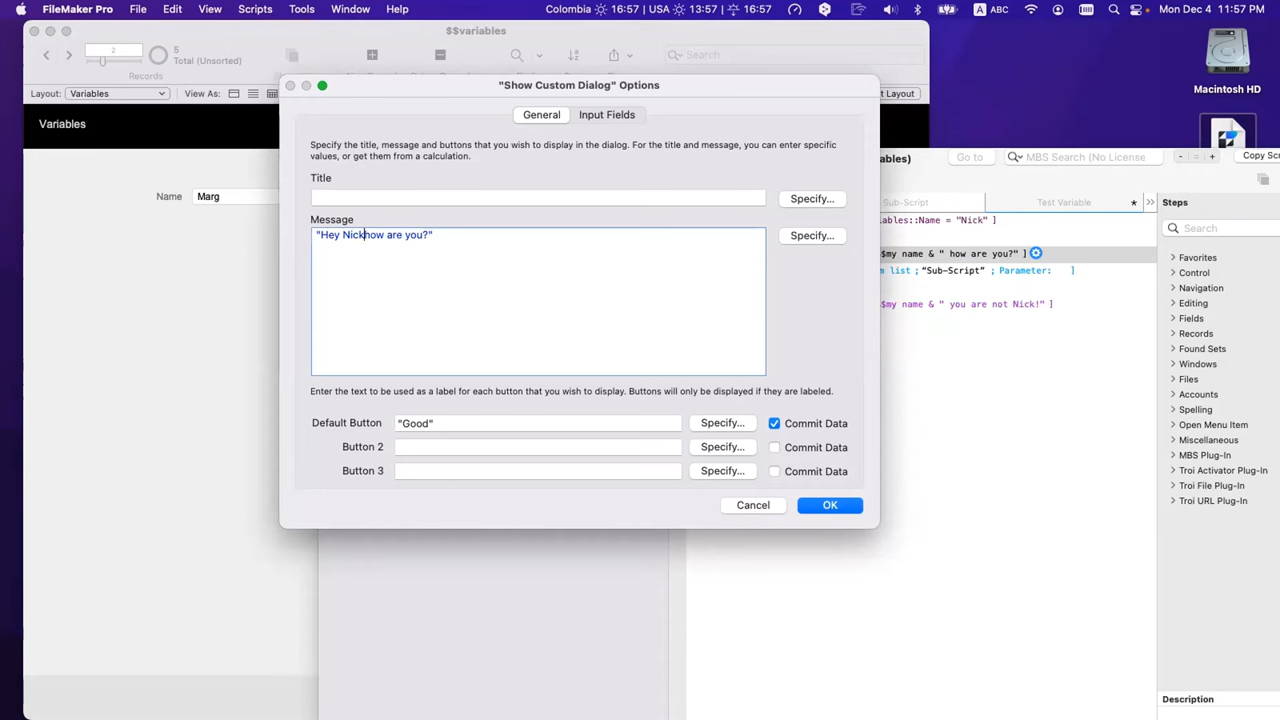 FileMaker Pro File Edit View Scripts Tools Window Help Colombia 16:57 | USA 13:57 | 16:57 A ABC Mon Dec 4 11:57 PM
$$variables
2
5
Total (Unsorted)
Records
Search
Layout: Variables View As: t Layout
Macintosh HD
Variables
Name Marg
"Show Custom Dialog" Options
General Input Fields
Specify the title, message and buttons that you wish to display in the dialog. For the title and message, you can enter specific
values, or get them from a calculation.
Title
Specify...
Message
"Hey Nickhow are you?"
Specify...
Enter the text to be used as a label for each button that you wish to display. Buttons will only be displayed if they are labeled.
Default Button "Good" Specify... Commit Data
Button 2 Specify... Commit Data
Button 3 Specify... Commit Data
Cancel OK
ables) Go to MBS Search (No License - = + Copy Sc
Sub-Script Test Variable * >>
ables::Name = "Nick" ]
$my name & " how are you?" ]
m list ; "Sub-Script" ; Parameter: ]
$my name & " you are not Nick!" ]
Steps
Search
Favorites
Control
Navigation
Editing
Fields
Records
Found Sets
Windows
Files
Accounts
Spelling
Open Menu Item
Miscellaneous
MBS Plug-In
Troi Activator Plug-In
Troi File Plug-In
Troi URL Plug-In
Description